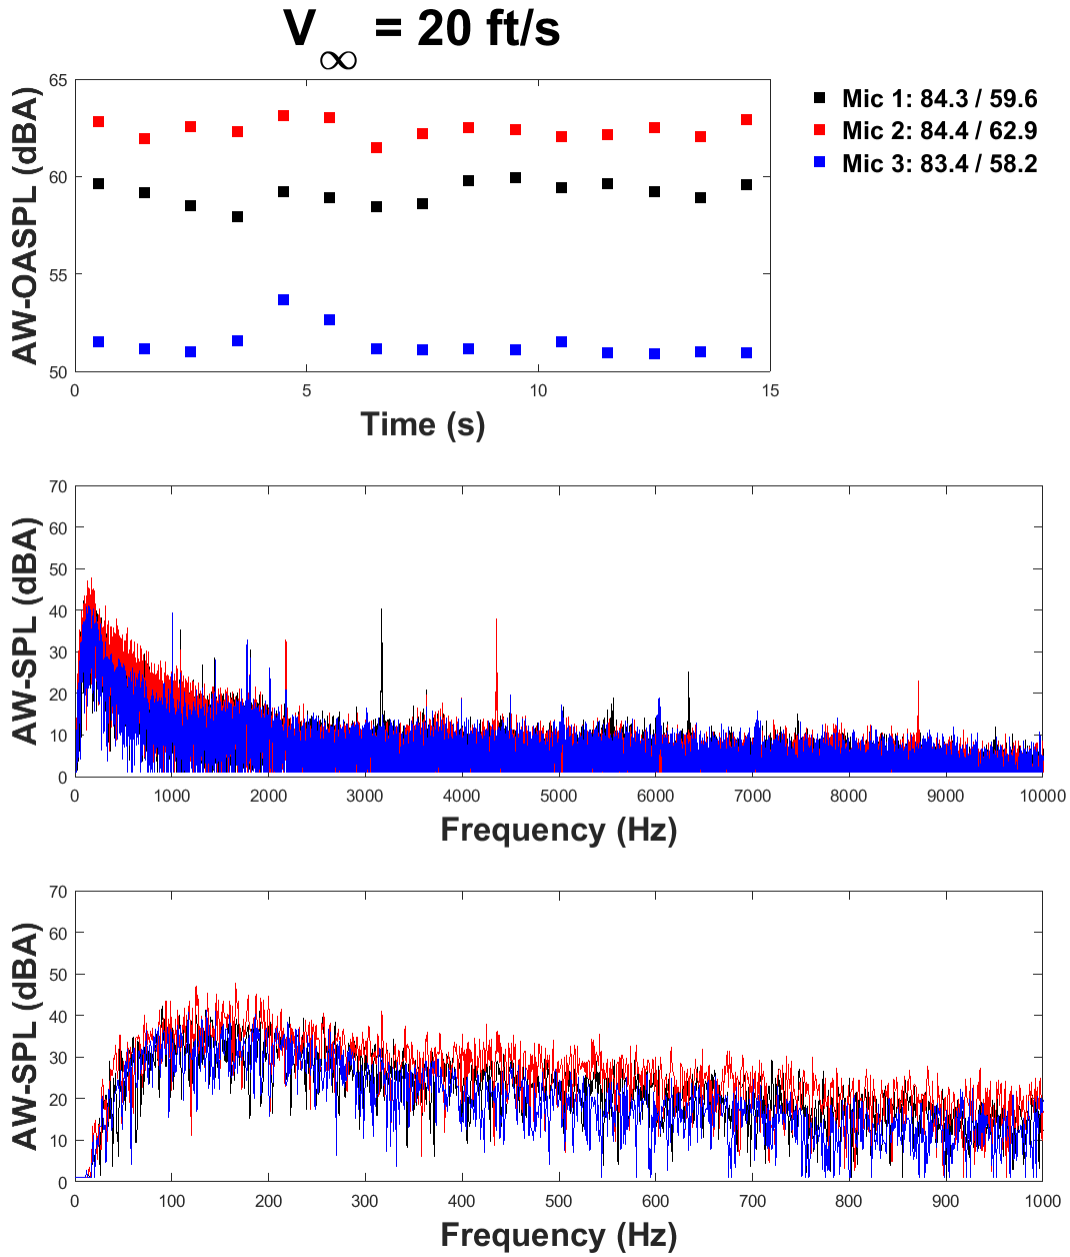 V∞ = 20 ft/s
Mic 1: 84.3 / 59.6
Mic 2: 84.4 / 62.9
Mic 3: 83.4 / 58.2
AW-OASPL (dBA)
65
60
55
50
0 5 10 15
Time (s)
AW-SPL (dBA)
70
60
50
40
30
20
10
0
0 1000 2000 3000 4000 5000 6000 7000 8000 9000 10000
Frequency (Hz)
AW-SPL (dBA)
70
60
50
40
30
20
10
0
0 100 200 300 400 500 600 700 800 900 1000
Frequency (Hz)